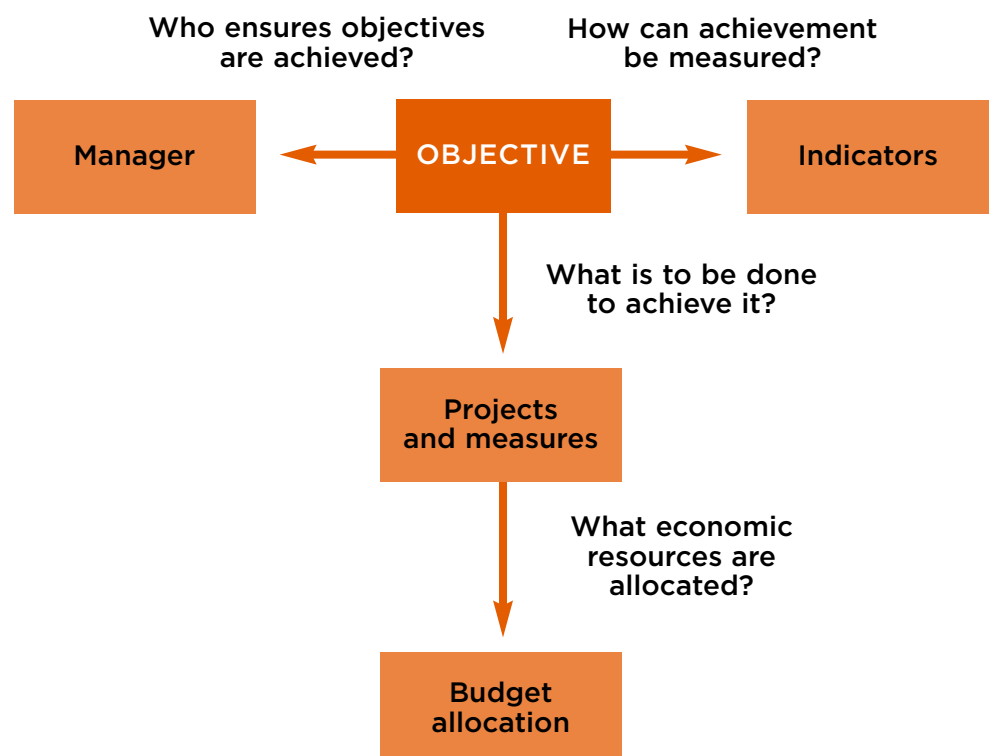 Who ensures objectives
are achieved?
How can achievement
be measured?
Manager
OBJECTIVE
Indicators
What is to be done
to achieve it?
Projects
and measures
What economic
resources are
allocated?
Budget
allocation